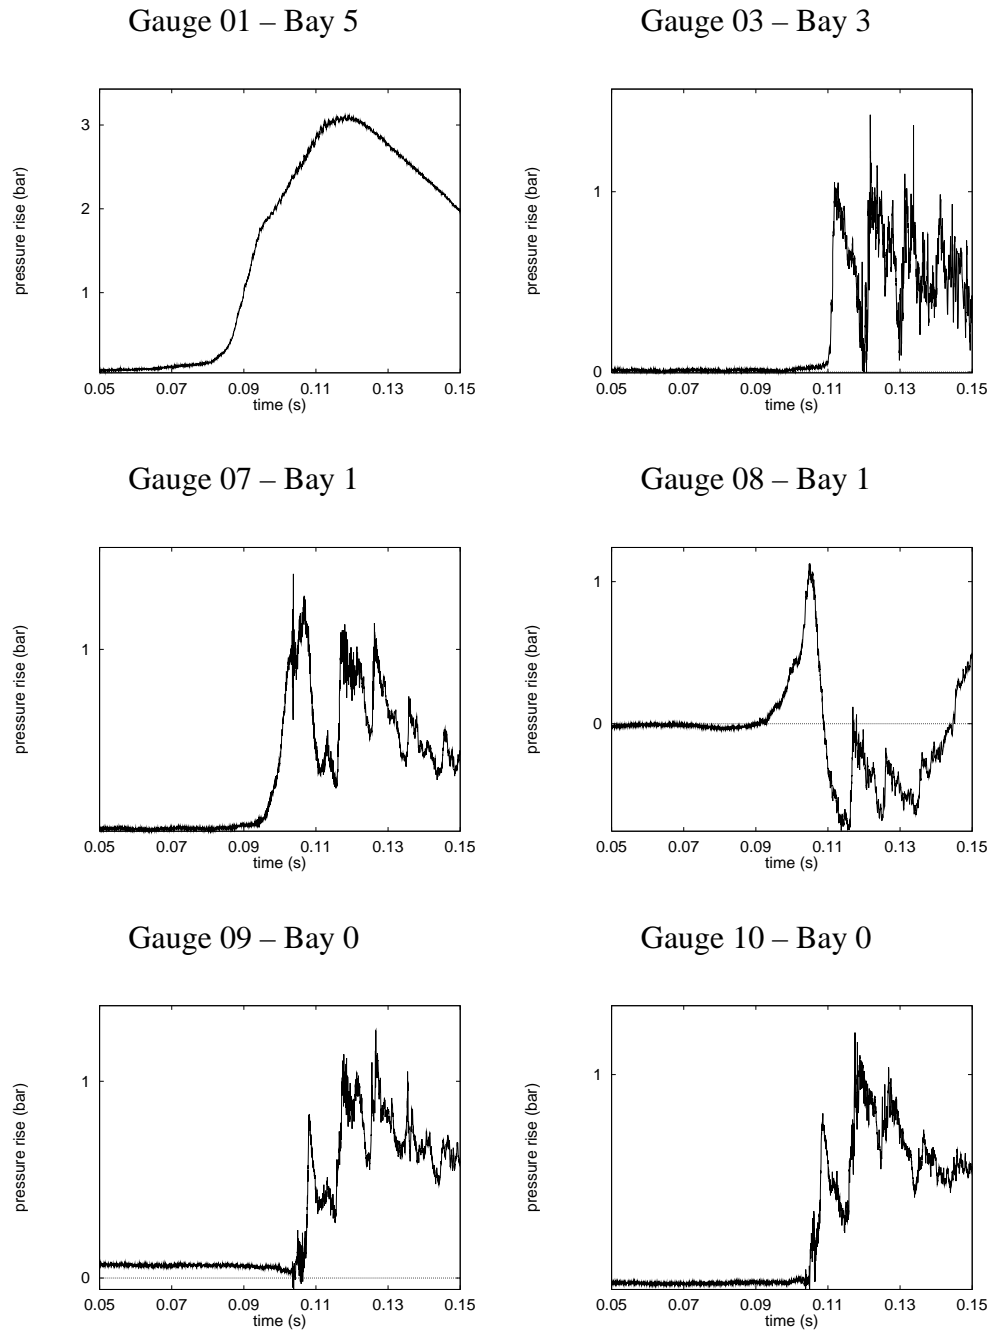 Gauge 01 – Bay 5
Gauge 03 – Bay 3
pressure rise (bar)
3
2
1
0.05 0.07 0.09 0.11 0.13 0.15
time (s)
pressure rise (bar)
1
0
0.05 0.07 0.09 0.11 0.13 0.15
time (s)
Gauge 07 – Bay 1
Gauge 08 – Bay 1
pressure rise (bar)
1
0.05 0.07 0.09 0.11 0.13 0.15
time (s)
pressure rise (bar)
1
0
0.05 0.07 0.09 0.11 0.13 0.15
time (s)
Gauge 09 – Bay 0
Gauge 10 – Bay 0
pressure rise (bar)
1
0
0.05 0.07 0.09 0.11 0.13 0.15
time (s)
pressure rise (bar)
1
0.05 0.07 0.09 0.11 0.13 0.15
time (s)